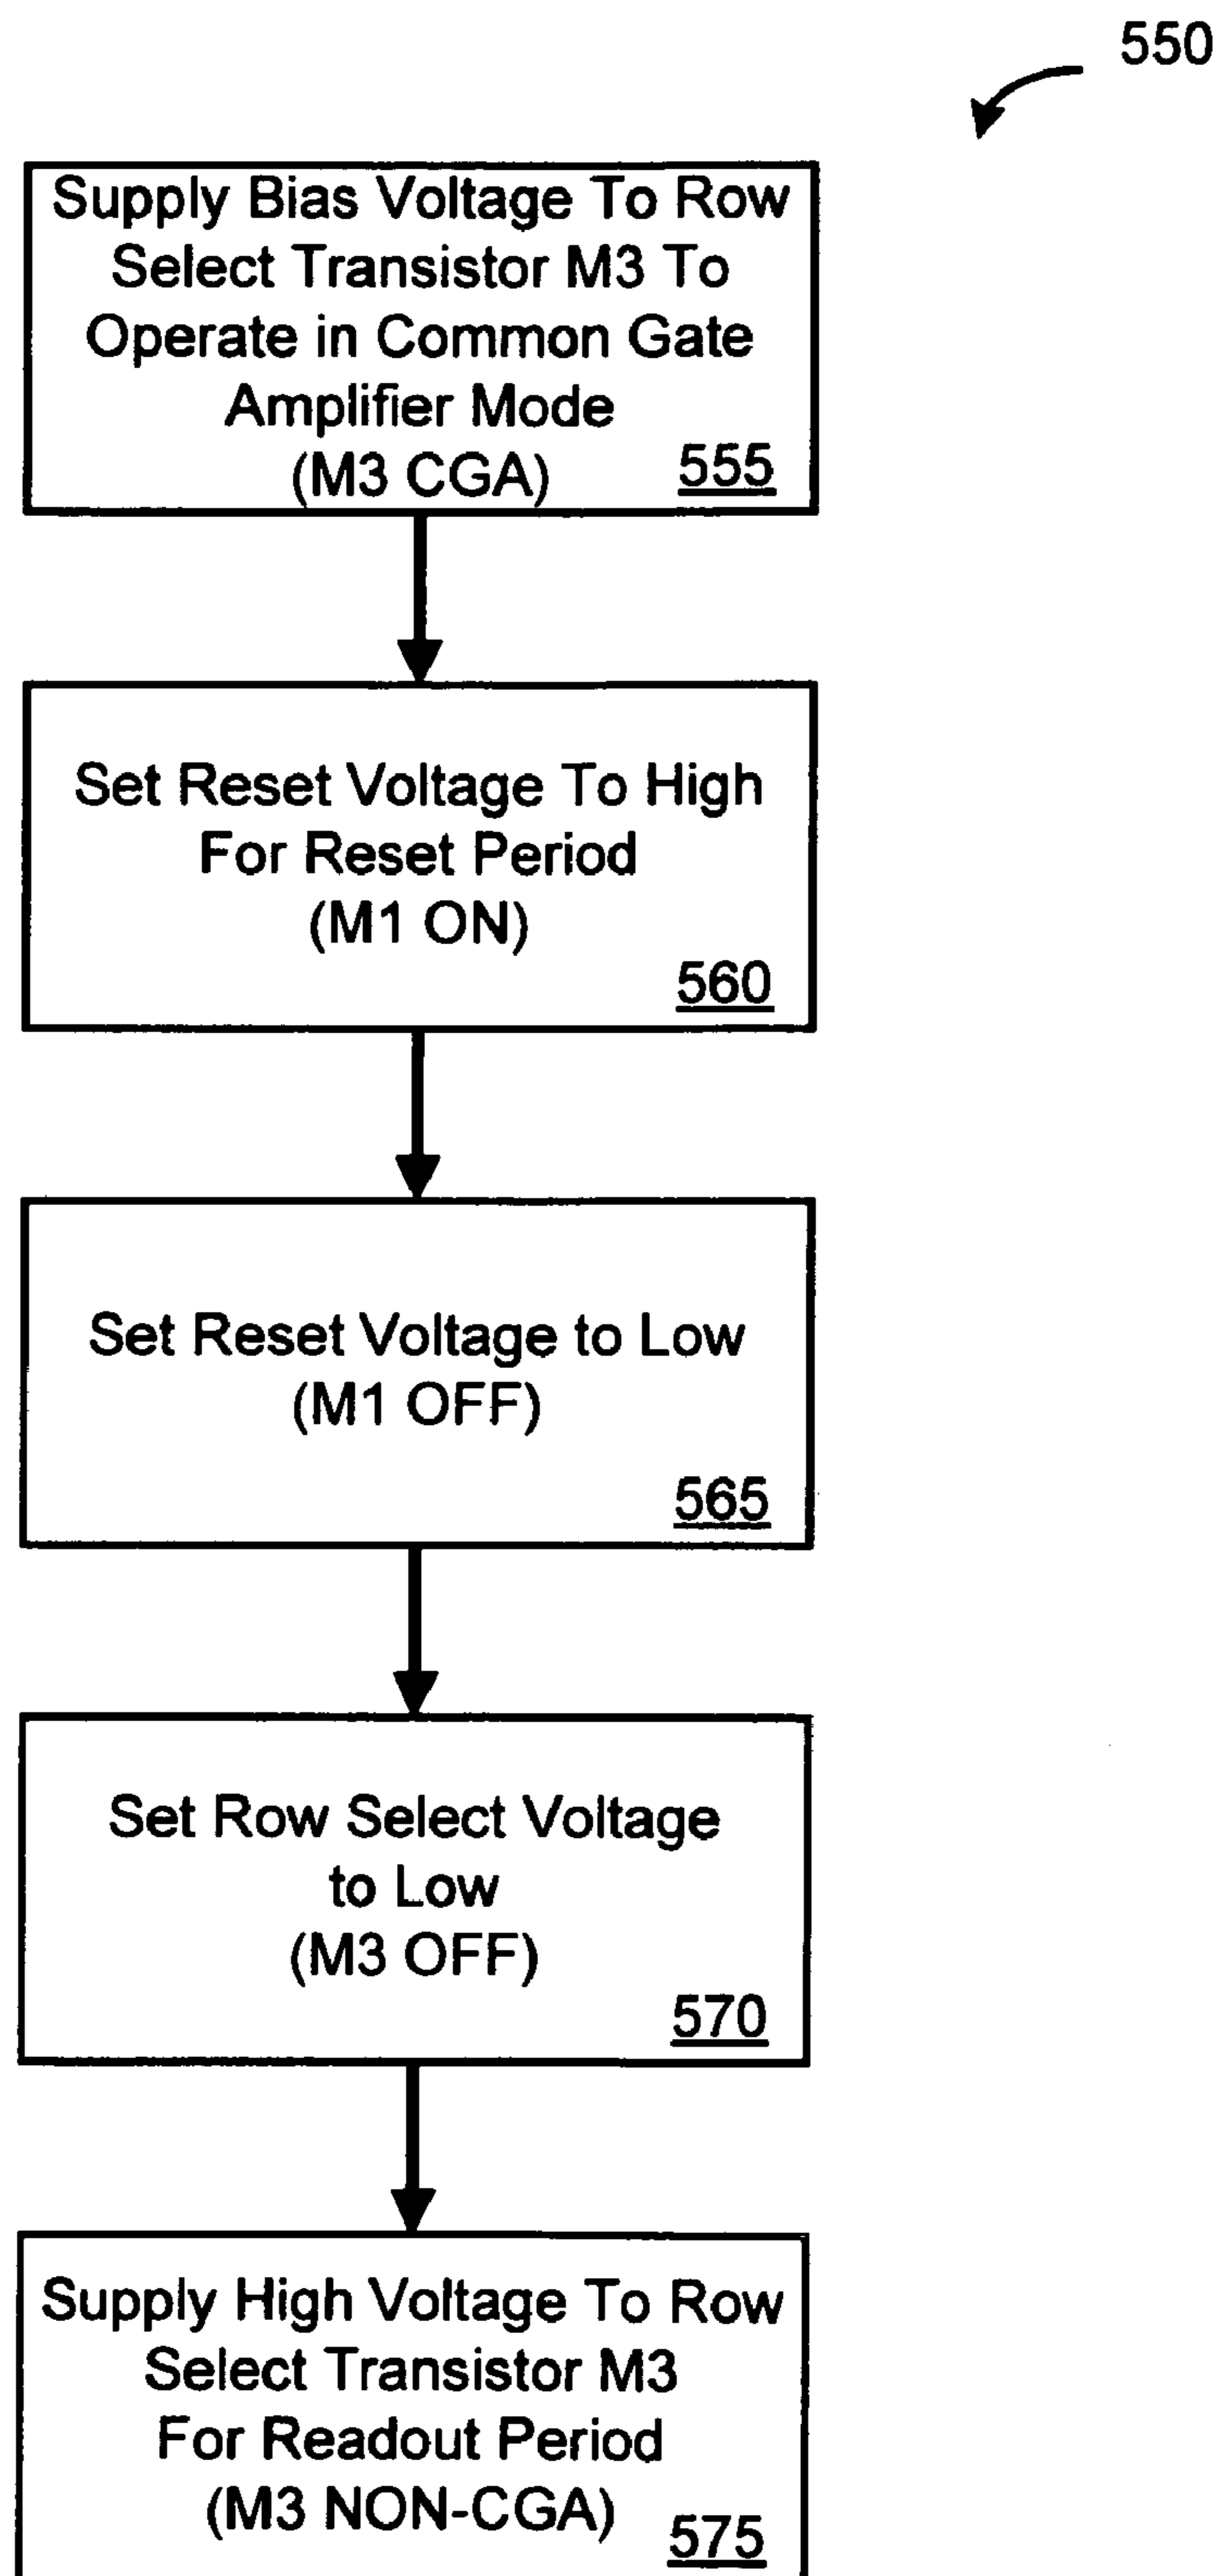 550
Supply Bias Voltage To Row
Select Transistor M3 To
Operate in Common Gate
Amplifier Mode
(M3 CGA)
555
Set Reset Voltage To High
For Reset Period
(M1 ON)
560
Set Reset Voltage to Low
(M1 OFF)
565
Set Row Select Voltage
to Low
(M3 OFF)
570
Supply High Voltage To Row
Select Transistor M3
For Readout Period
(M3 NON-CGA)
575